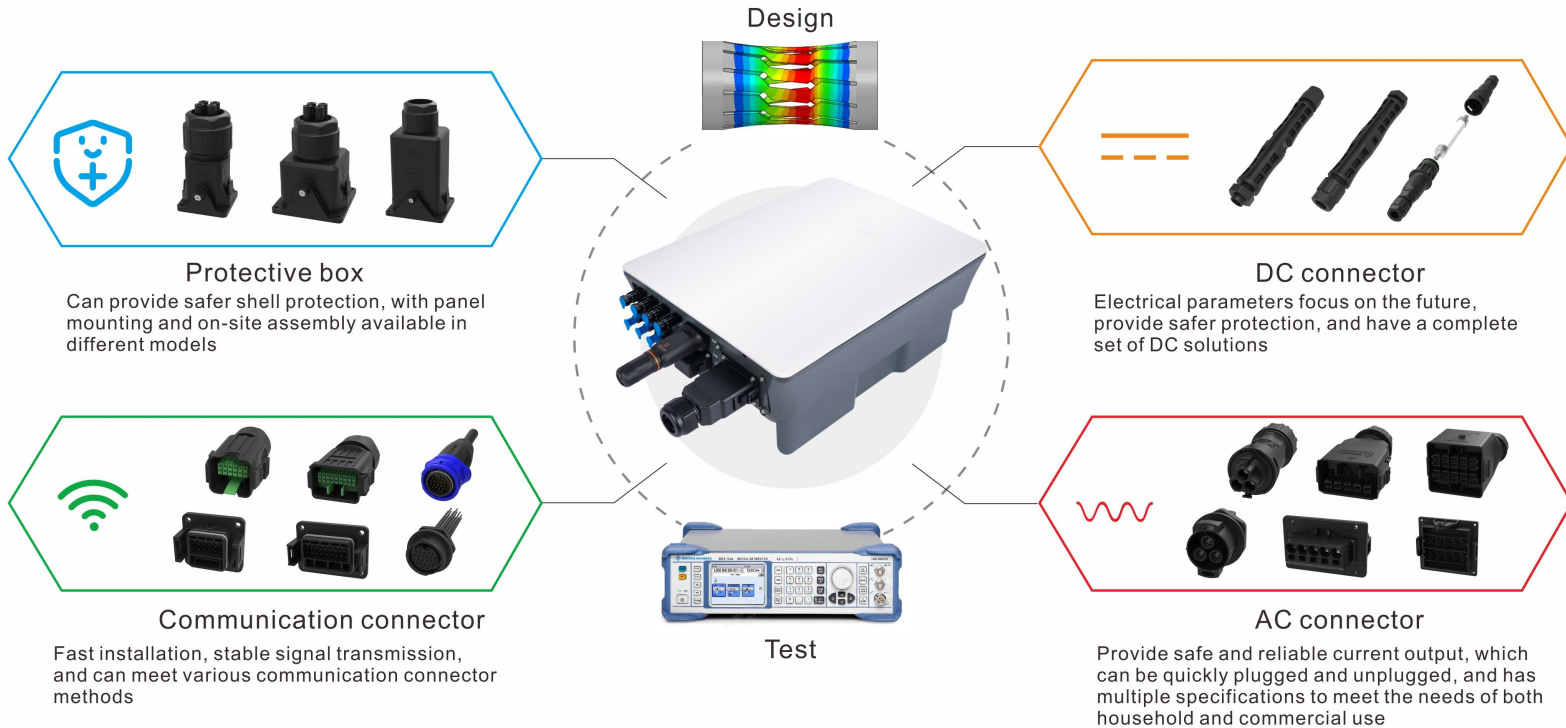 Design
Protective box
Can provide safer shell protection, with panel
mounting and on-site assembly available in
different models
DC connector
Electrical parameters focus on the future,
provide safer protection, and have a complete
set of DC solutions
Communication connector
Fast installation, stable signal transmission,
and can meet various communication connector
methods
Test
AC connector
Provide safe and reliable current output, which
can be quickly plugged and unplugged, and has
multiple specifications to meet the needs of both
household and commercial use